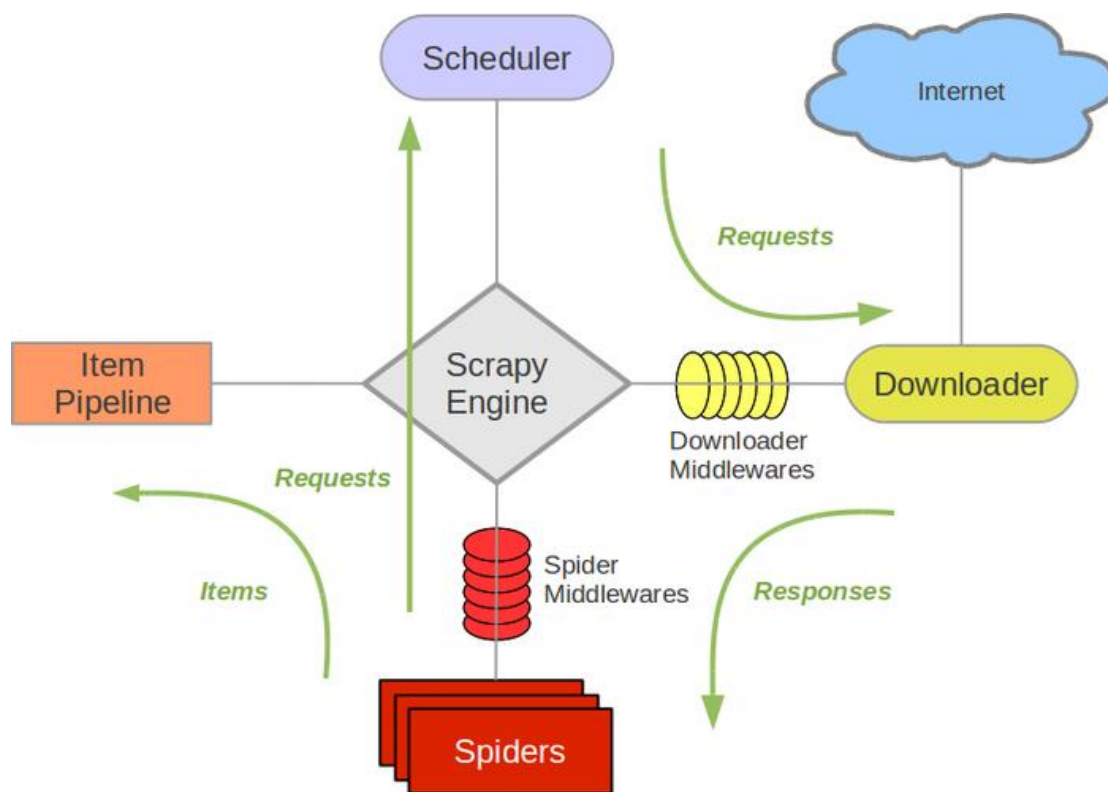 Scheduler
Internet
Requests
Item
Pipeline
Scrapy
Engine
Downloader
Downloader
Middlewares
Requests
Items
Spider
Middlewares
Responses
Spiders